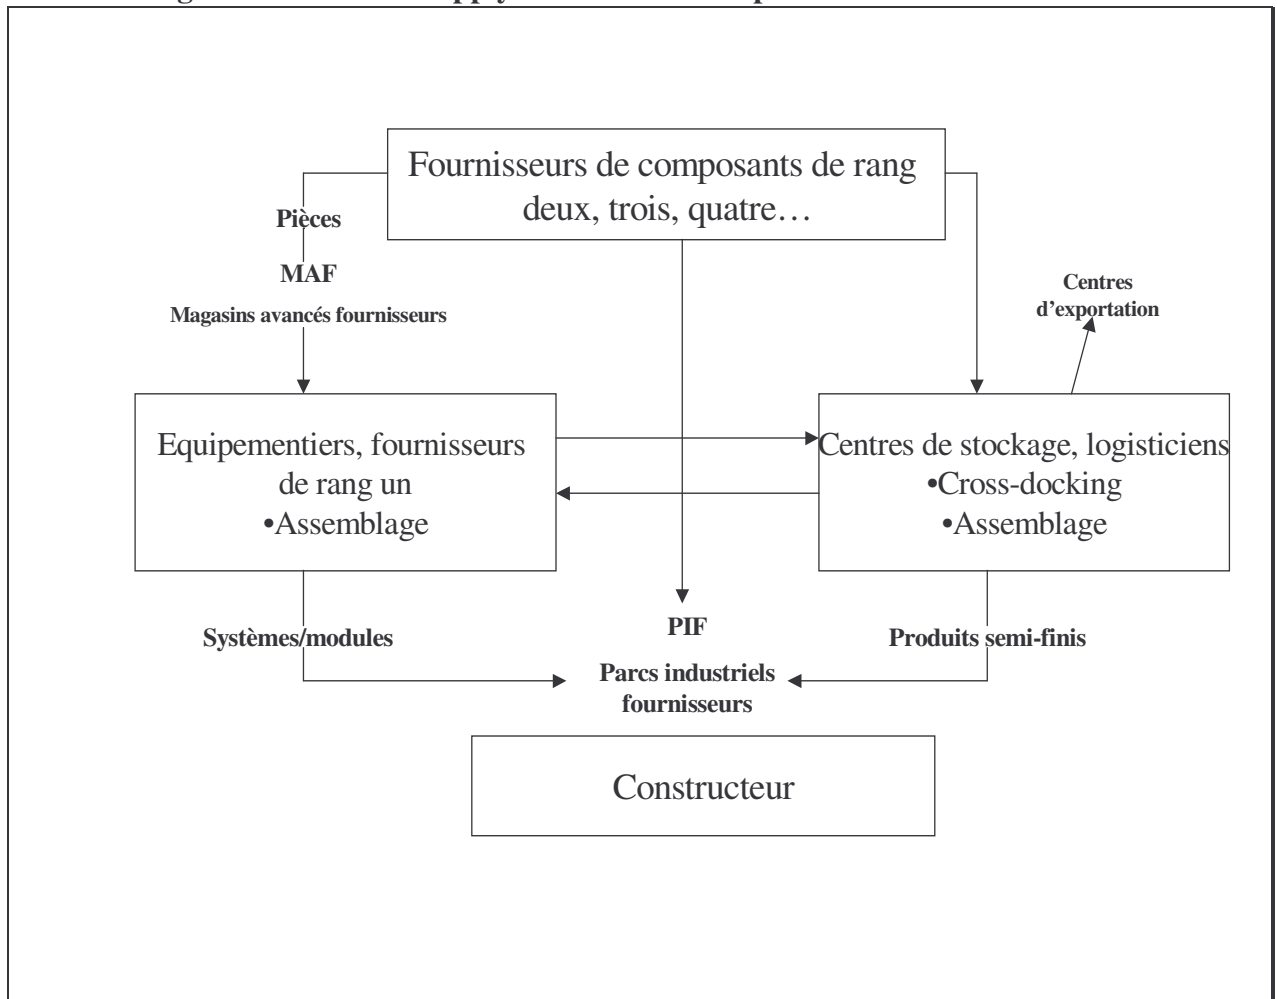 Fournisseurs de composants de rang
deux, trois, quatre…
Pièces
MAF
Magasins avancés fournisseurs
Centres
d’exportation
Equipementiers, fournisseurs
de rang un
•Assemblage
Centres de stockage, logisticiens
•Cross-docking
•Assemblage
Systèmes/modules
PIF
Produits semi-finis
Parcs industriels
fournisseurs
Constructeur